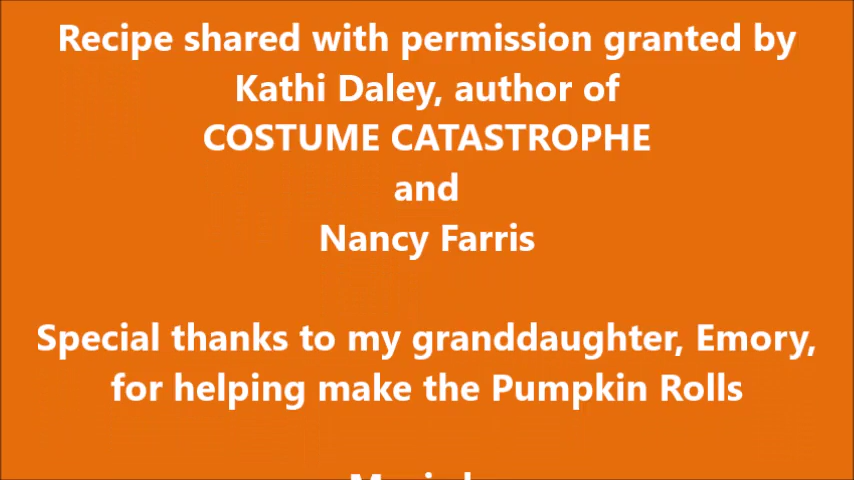 Recipe shared with permission granted by
Kathi Daley, author of
COSTUME CATASTROPHE
and
Nancy Farris
Special thanks to my granddaughter, Emory,
for helping make the Pumpkin Rolls